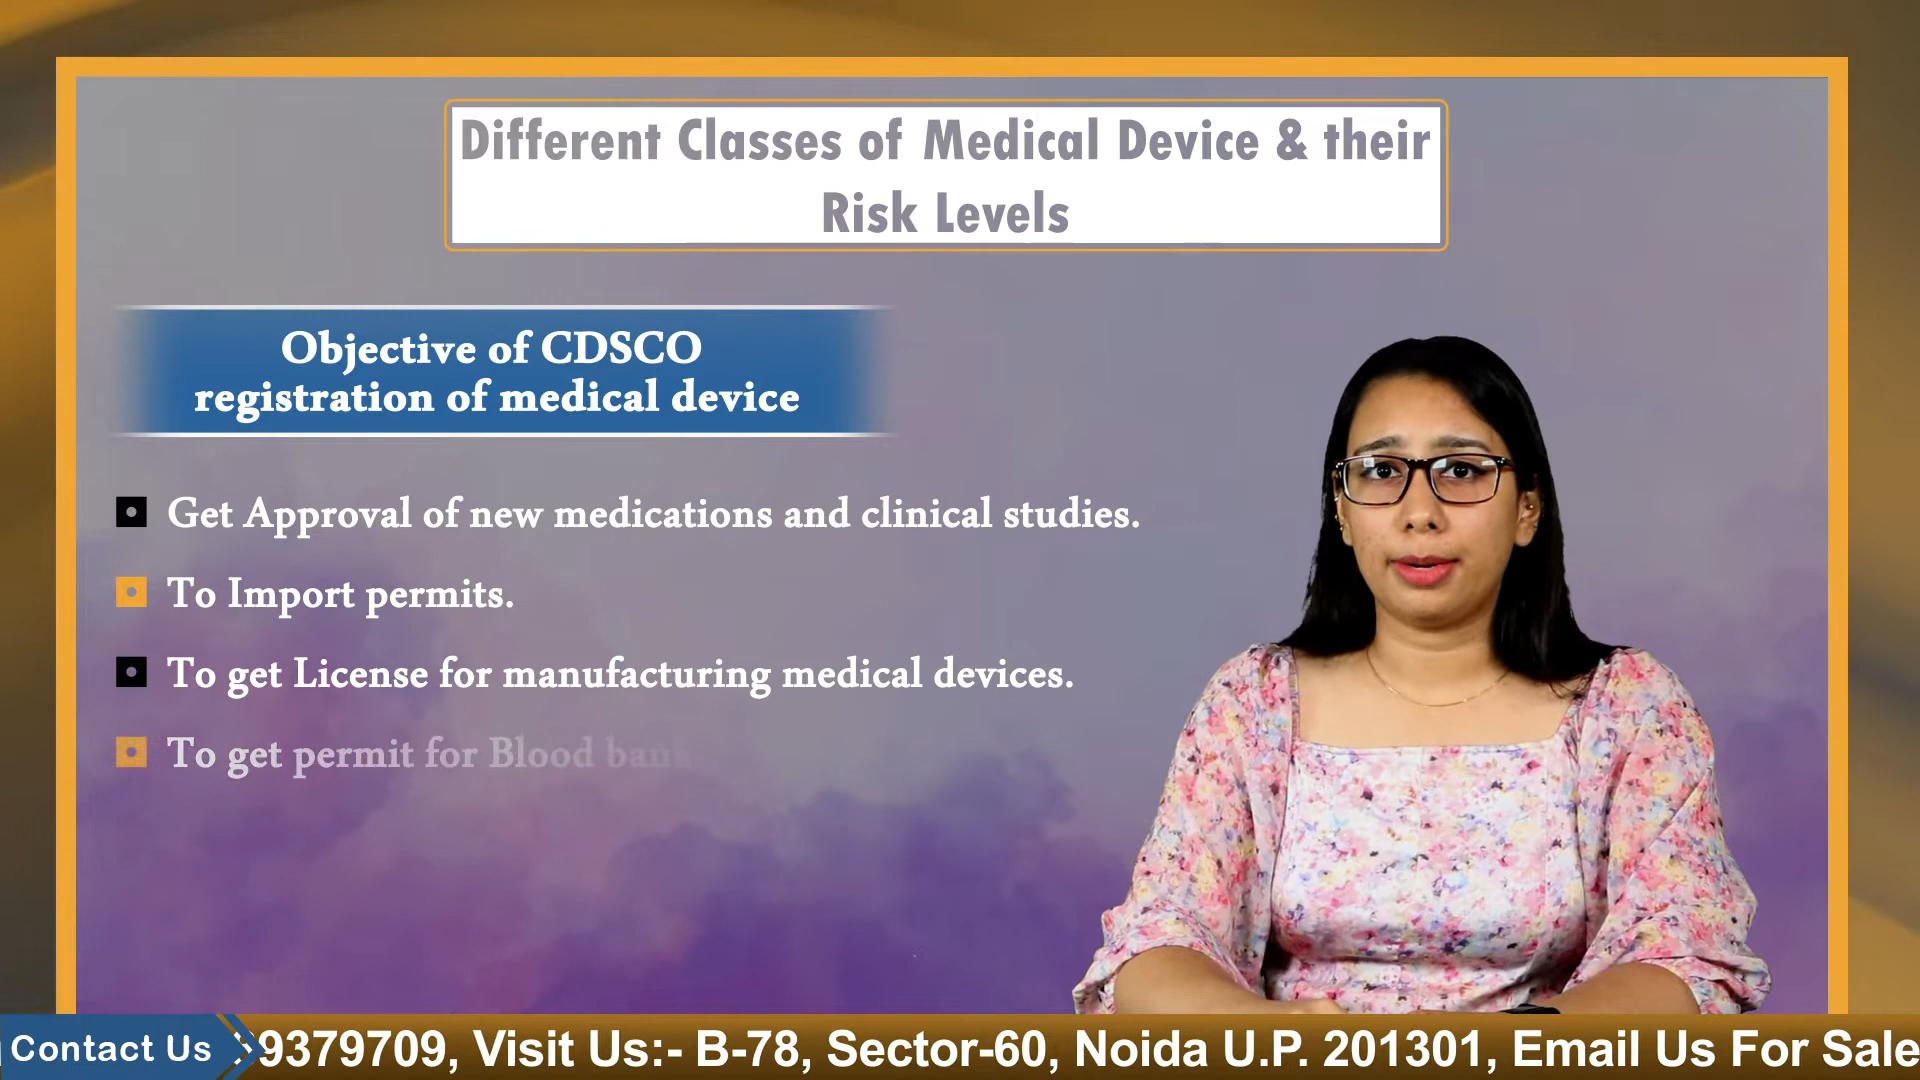 Different Classes of Medical Device & their
Risk Levels
Objective of CDSCO
registration of medical device
Get Approval of new medications and clinical studies.
To Import permits.
To get License for manufacturing medical devices.
To get permit for Blood bank
Contact Us
9379709, Visit Us:- B-78, Sector-60, Noida U.P. 201301, Email Us For Sale